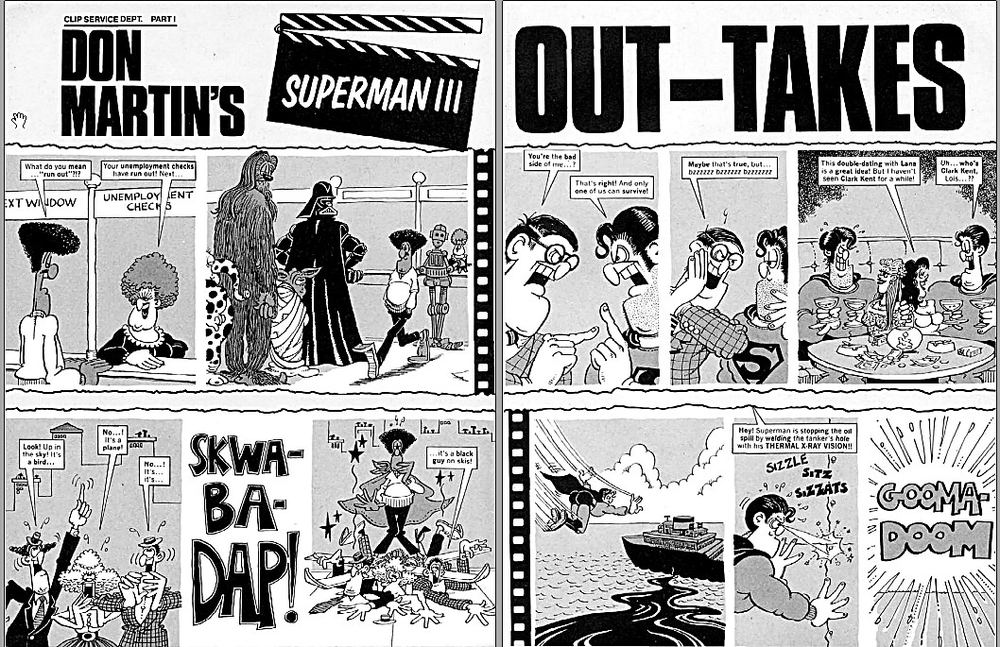 CLIP SERVICE DEPT. PART I
DON
MARTIN'S
SUPERMAN III
OUT-TAKES
What do you mean
... "run out"?!?
Your unemployment checks
have run out! Next...
EXT WINDOW
UNEMPLOYMENT
CHECKS
You're the bad
side of me...?
That's right! And only
one of us can survive!
Maybe that's true, but...
bzzzzzz bzzzzzzz bzzzzzzz
This double-dating with Lana
is a great idea! But I haven't
seen Clark Kent for a while!
Uh... who's
Clark Kent,
Lois...??
Look! Up in
the sky! It's
a bird...
No...!
It's a
plane!
No...!
It's...
it's...
SKWA-
BA-
DAP!
...it's a black
guy on skis!
Hey! Superman is stopping the oil
spill by welding the tanker's hole
with his THERMAL X-RAY VISION!!
SIZZLE
SITZ
SIZZATS
GOOMA-
DOOM